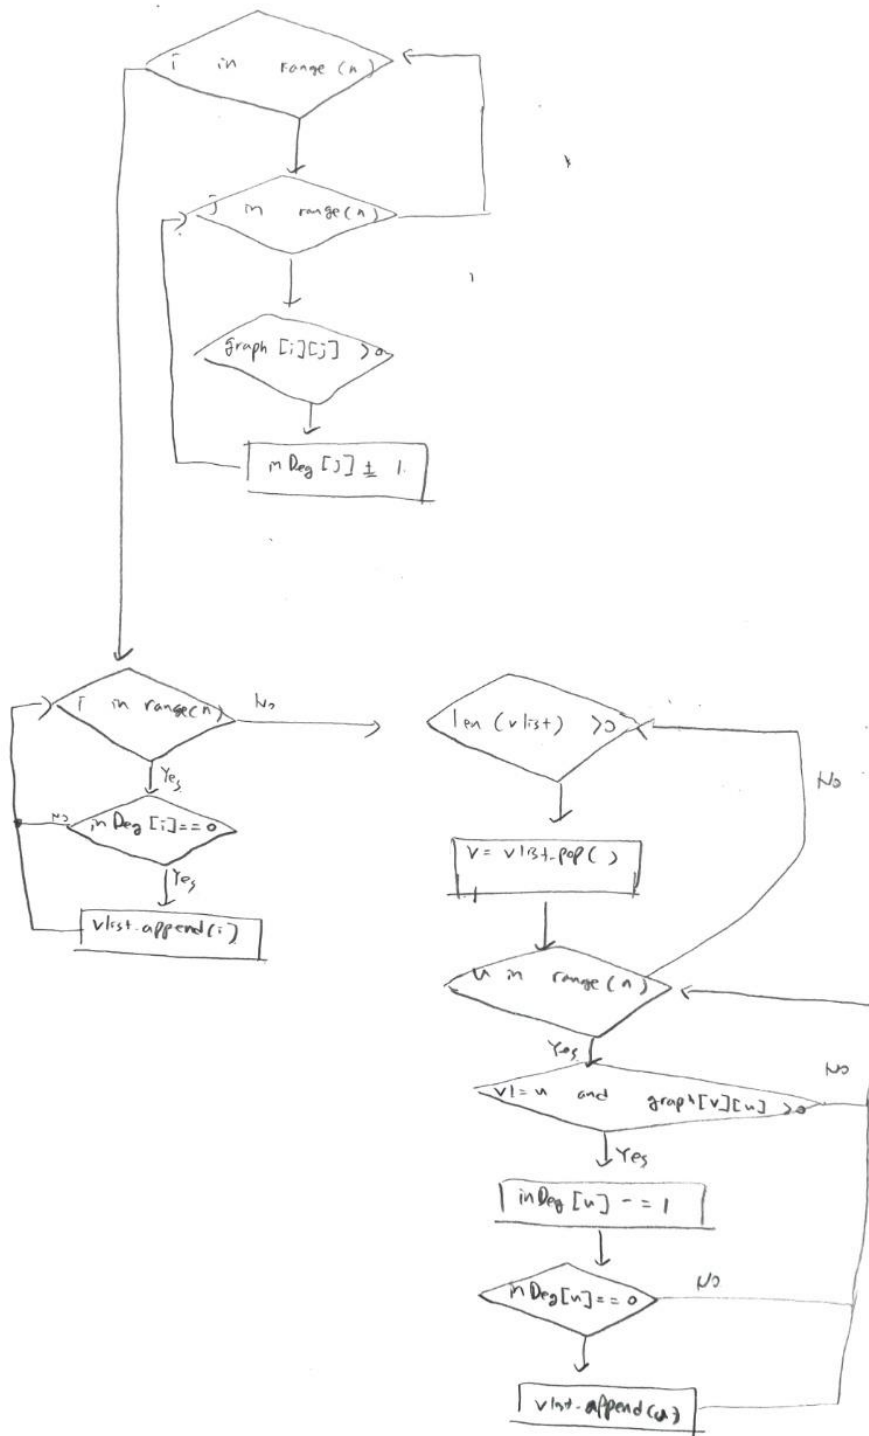 i in range(n)
j in range(n)
graph [i][j] >0
inDeg [j] ± 1.
i in range(n)
No
Yes
inDeg [i]==0
No
Yes
vlist.append(i)
len (vlist) >0
No
v = vlist.pop( )
u in range(n)
Yes
v!=u and graph[v][u] >0
No
Yes
inDeg [u] -= 1
inDeg[u]==0
No
vlist.append(u)